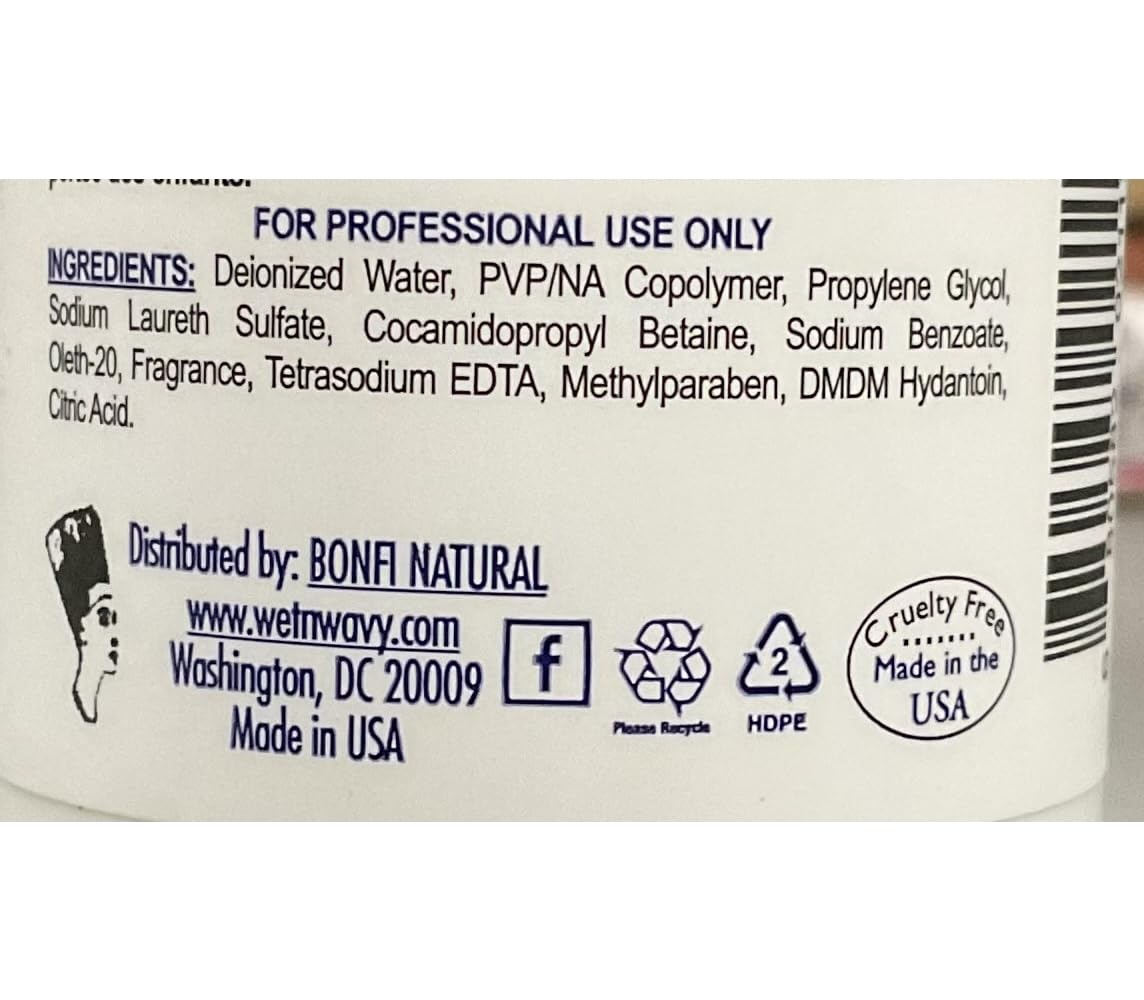 FOR PROFESSIONAL USE ONLY
INGREDIENTS: Deionized Water, PVP/NA Copolymer, Propylene Glycol,
Sodium Laureth Sulfate, Cocamidopropyl Betaine, Sodium Benzoate,
Oleth-20, Fragrance, Tetrasodium EDTA, Methylparaben, DMDM Hydantoin,
Citric Acid.
Distributed by: BONFI NATURAL
www.wetnwavy.com
Washington, DC 20009
Made in USA
f
Please Recycle
2
HDPE
Cruelty Free
Made in the
USA